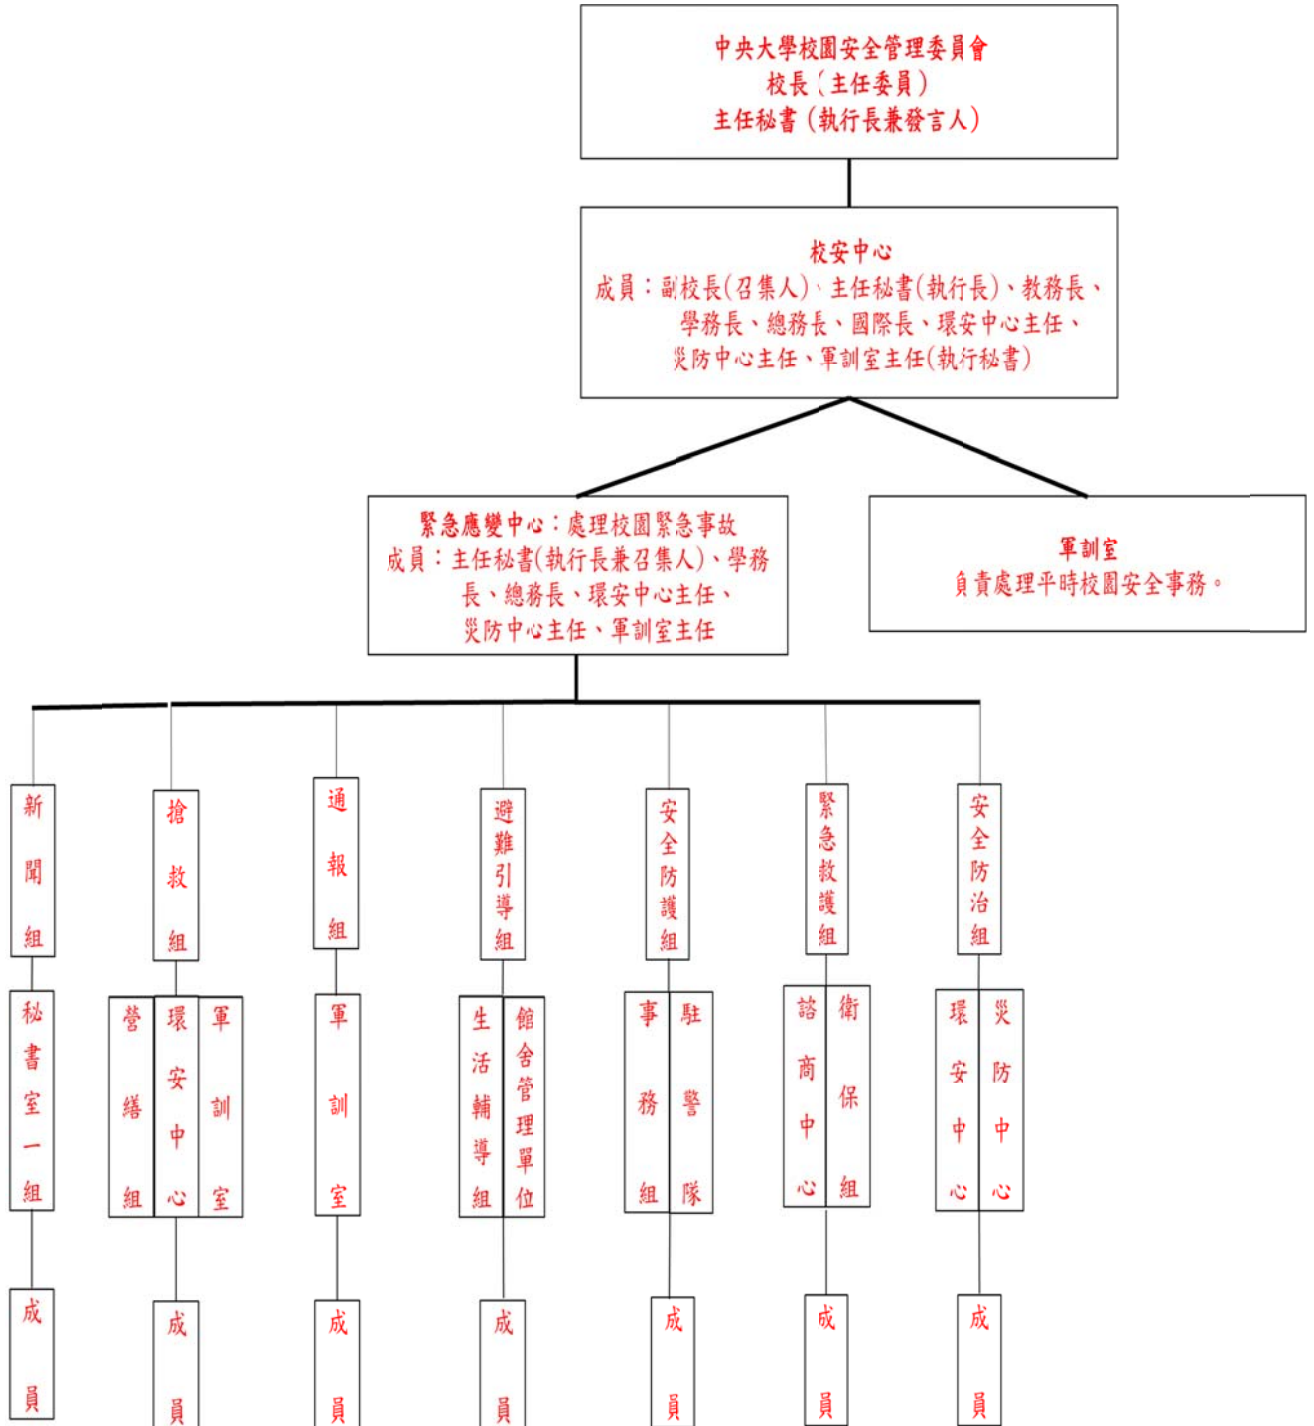 中央大學校園安全管理委員會
校長（主任委員）
主任秘書（執行長兼發言人）
校安中心
成員：副校長(召集人)、主任秘書(執行長)、教務長、
學務長、總務長、國際長、環安中心主任、
災防中心主任、軍訓室主任(執行秘書)
緊急應變中心：處理校園緊急事故
成員：主任秘書(執行長兼召集人)、學務
長、總務長、環安中心主任、
災防中心主任、軍訓室主任
軍訓室
負責處理平時校園安全事務。
新聞組
搶救組
通報組
避難引導組
安全防護組
緊急救護組
安全防治組
秘書室一組
營繕組
環安中心
軍訓室
軍訓室
生活輔導組
館舍管理單位
事務組
駐警隊
諮商中心
衛保組
環安中心
災防中心
成員
成員
成員
成員
成員
成員
成員